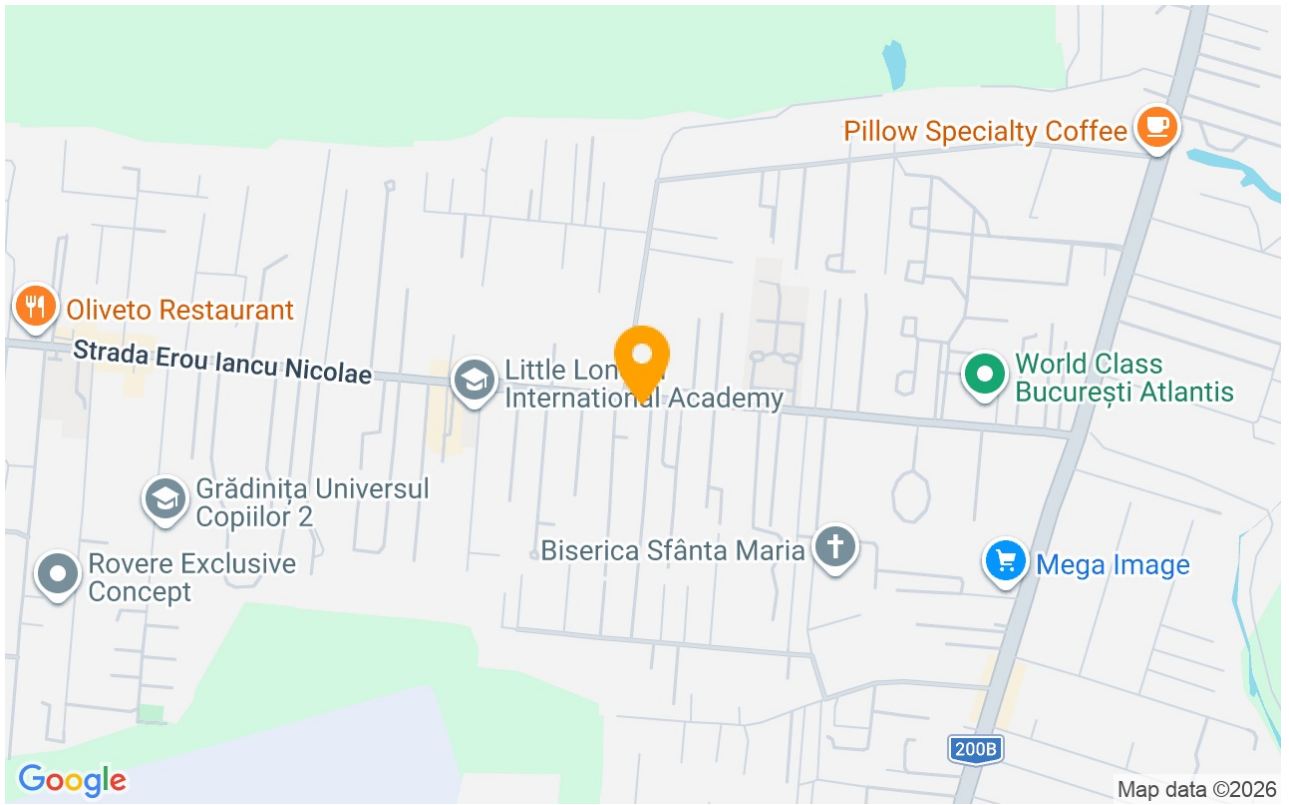 Pillow Specialty Coffee
Oliveto Restaurant
Strada Erou Iancu Nicolae
Little London
International Academy
World Class
București Atlantis
Grădinița Universul
Copiilor 2
Biserica Sfânta Maria
Rovere Exclusive
Concept
Mega Image
200B
Google
Map data ©2026